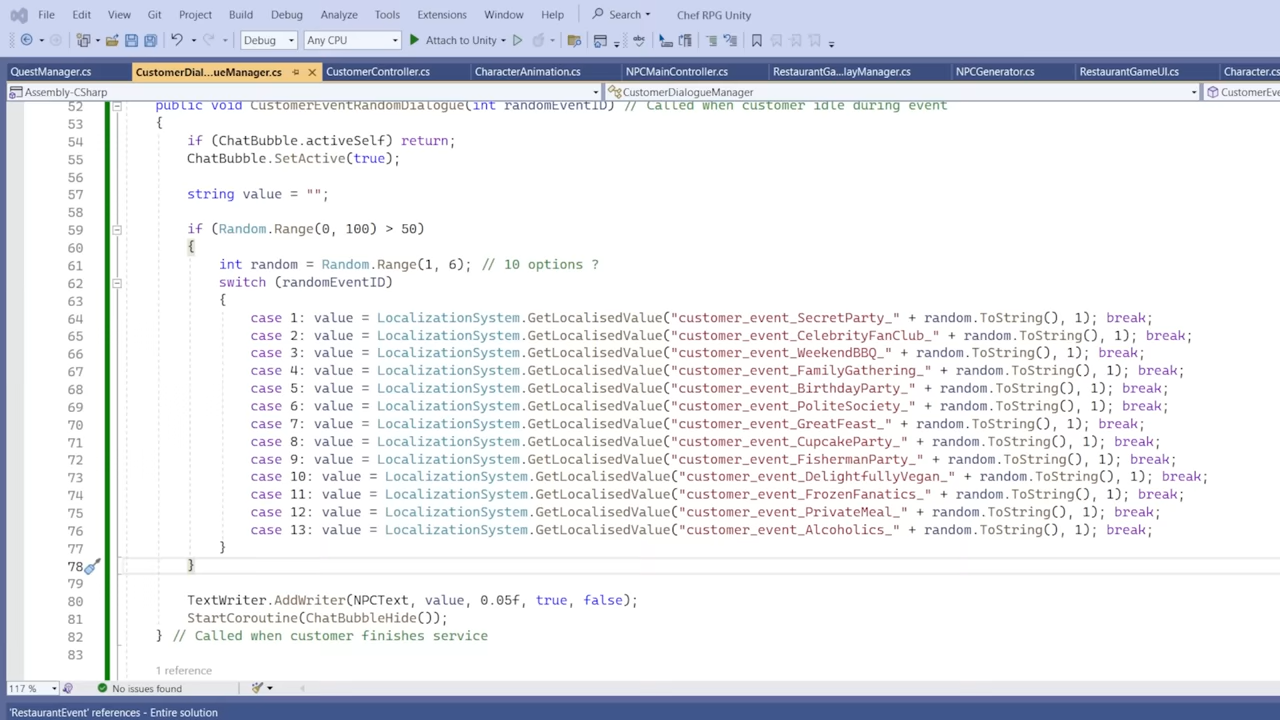 File Edit View Git Project Build Debug Analyze Tools Extensions Window Help Search Chef RPG Unity
Debug Any CPU Attach to Unity
QuestManager.cs CustomerDial...ueManager.cs CustomerController.cs CharacterAnimation.cs NPCMainController.cs RestaurantGa...layManager.cs NPCGenerator.cs RestaurantGameUI.cs Character.cs
Assembly-CSharp CustomerDialogueManager CustomerEve
52 public void CustomerEventRandomDialogue(int randomEventID) // Called when customer idle during event
53 {
54 if (ChatBubble.activeSelf) return;
55 ChatBubble.SetActive(true);
56
57 string value = "";
58
59 if (Random.Range(0, 100) > 50)
60 {
61 int random = Random.Range(1, 6); // 10 options ?
62 switch (randomEventID)
63 {
64 case 1: value = LocalizationSystem.GetLocalisedValue("customer_event_SecretParty_" + random.ToString(), 1); break;
65 case 2: value = LocalizationSystem.GetLocalisedValue("customer_event_CelebrityFanClub_" + random.ToString(), 1); break;
66 case 3: value = LocalizationSystem.GetLocalisedValue("customer_event_WeekendBBQ_" + random.ToString(), 1); break;
67 case 4: value = LocalizationSystem.GetLocalisedValue("customer_event_FamilyGathering_" + random.ToString(), 1); break;
68 case 5: value = LocalizationSystem.GetLocalisedValue("customer_event_BirthdayParty_" + random.ToString(), 1); break;
69 case 6: value = LocalizationSystem.GetLocalisedValue("customer_event_PoliteSociety_" + random.ToString(), 1); break;
70 case 7: value = LocalizationSystem.GetLocalisedValue("customer_event_GreatFeast_" + random.ToString(), 1); break;
71 case 8: value = LocalizationSystem.GetLocalisedValue("customer_event_CupcakeParty_" + random.ToString(), 1); break;
72 case 9: value = LocalizationSystem.GetLocalisedValue("customer_event_FishermanParty_" + random.ToString(), 1); break;
73 case 10: value = LocalizationSystem.GetLocalisedValue("customer_event_DelightfullyVegan_" + random.ToString(), 1); break;
74 case 11: value = LocalizationSystem.GetLocalisedValue("customer_event_FrozenFanatics_" + random.ToString(), 1); break;
75 case 12: value = LocalizationSystem.GetLocalisedValue("customer_event_PrivateMeal_" + random.ToString(), 1); break;
76 case 13: value = LocalizationSystem.GetLocalisedValue("customer_event_Alcoholics_" + random.ToString(), 1); break;
77 }
78 }
79
80 TextWriter.AddWriter(NPCText, value, 0.05f, true, false);
81 StartCoroutine(ChatBubbleHide());
82 } // Called when customer finishes service
83
1 reference
117 % No issues found
'RestaurantEvent' references - Entire solution